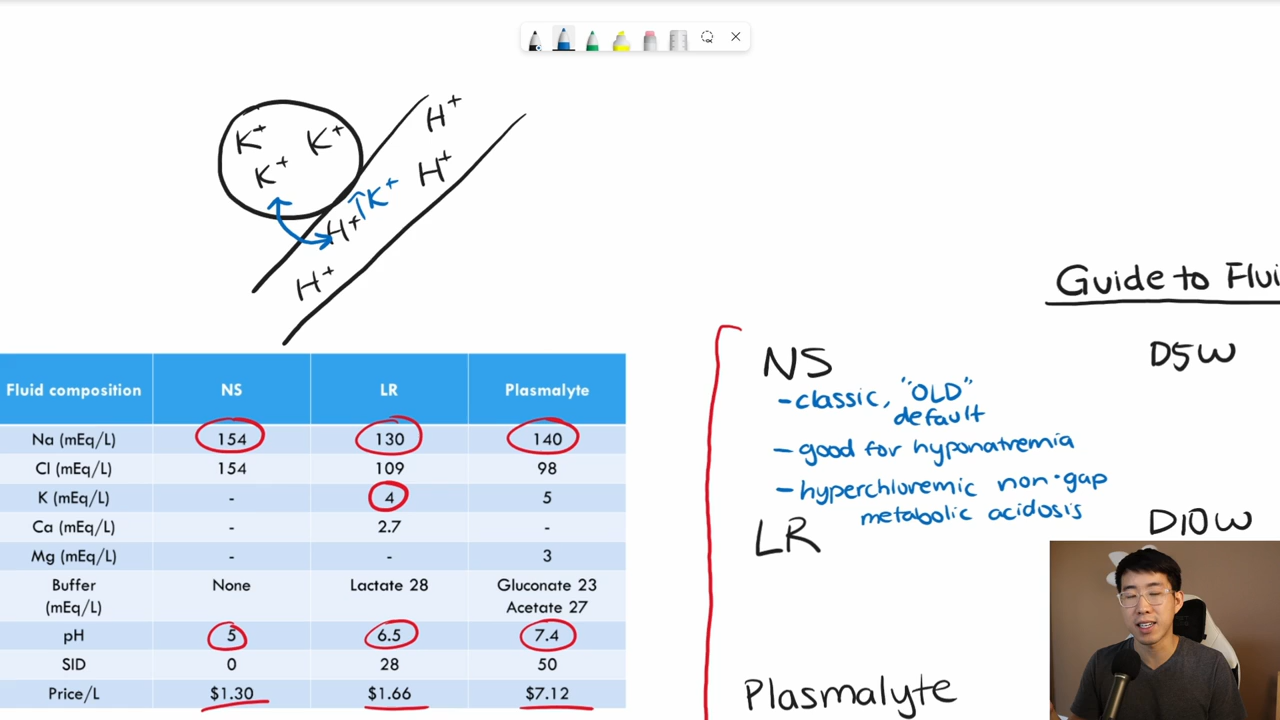 K+ K+
K+
H+
H+
↑K+
H+
H+
Fluid composition NS LR Plasmalyte
Na (mEq/L) 154 130 140
Cl (mEq/L) 154 109 98
K (mEq/L) - 4 5
Ca (mEq/L) - 2.7 -
Mg (mEq/L) - - 3
Buffer (mEq/L) None Lactate 28 Gluconate 23
Acetate 27
pH 5 6.5 7.4
SID 0 28 50
Price/L $1.30 $1.66 $7.12
Guide to Flui
NS
-classic, "OLD"
default
-good for hyponatremia
-hyperchloremic non-gap
metabolic acidosis
LR
Plasmalyte
D5W
D10W